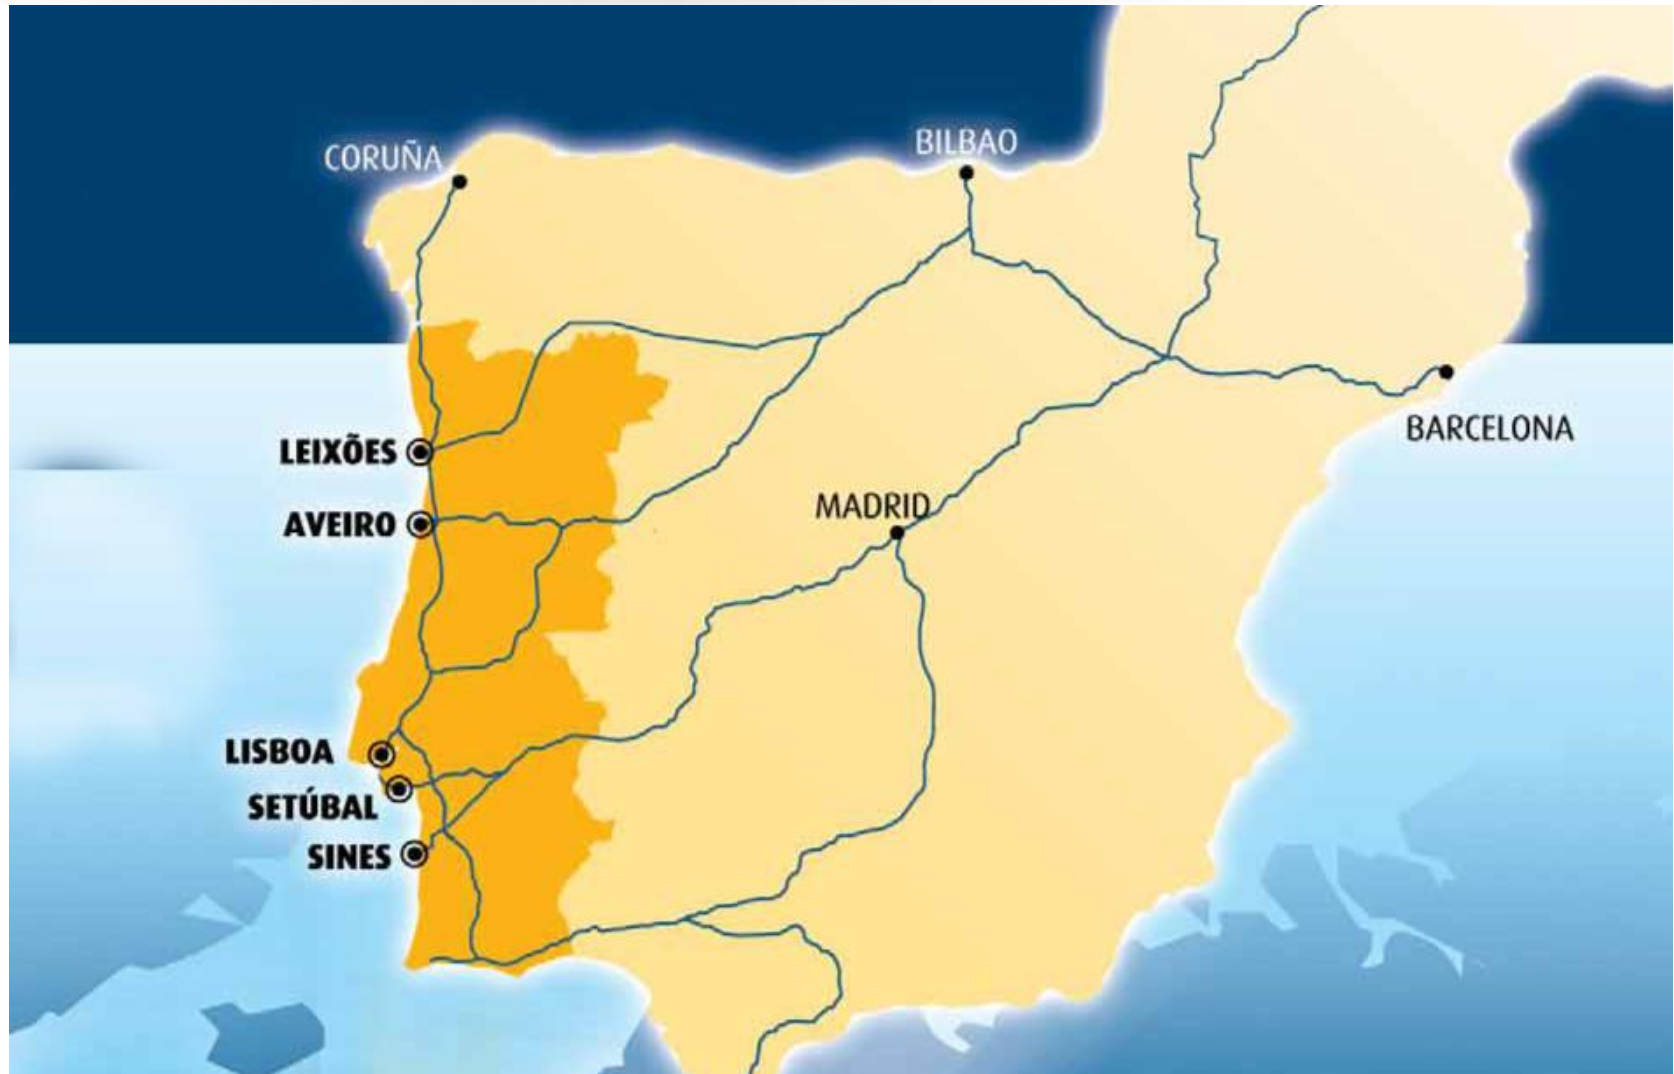 CORUÑA
BILBAO
BARCELONA
LEIXÕES
MADRID
AVEIRO
LISBOA
SETÚBAL
SINES